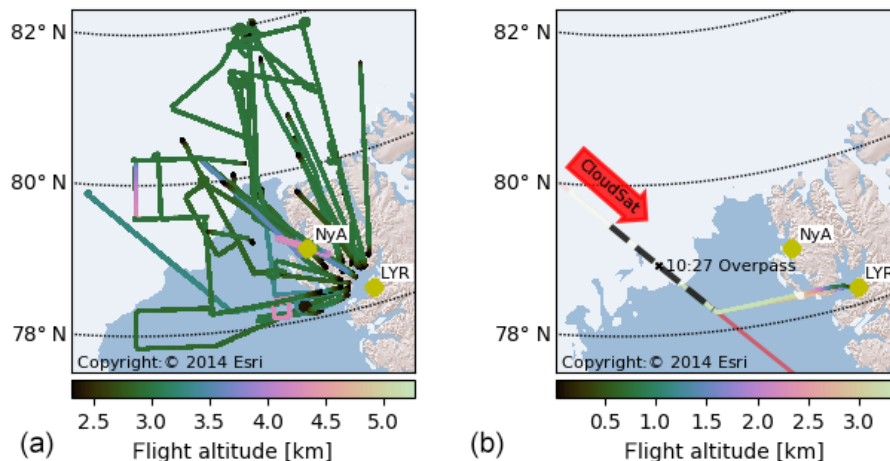 82° N
80° N
78° N
NyA
LYR
Copyright:© 2014 Esri
2.5 3.0 3.5 4.0 4.5 5.0
(a)
Flight altitude [km]
82° N
80° N
78° N
CloudSat
NyA
10:27 Overpass
LYR
Copyright:© 2014 Esri
0.5 1.0 1.5 2.0 2.5 3.0
(b)
Flight altitude [km]